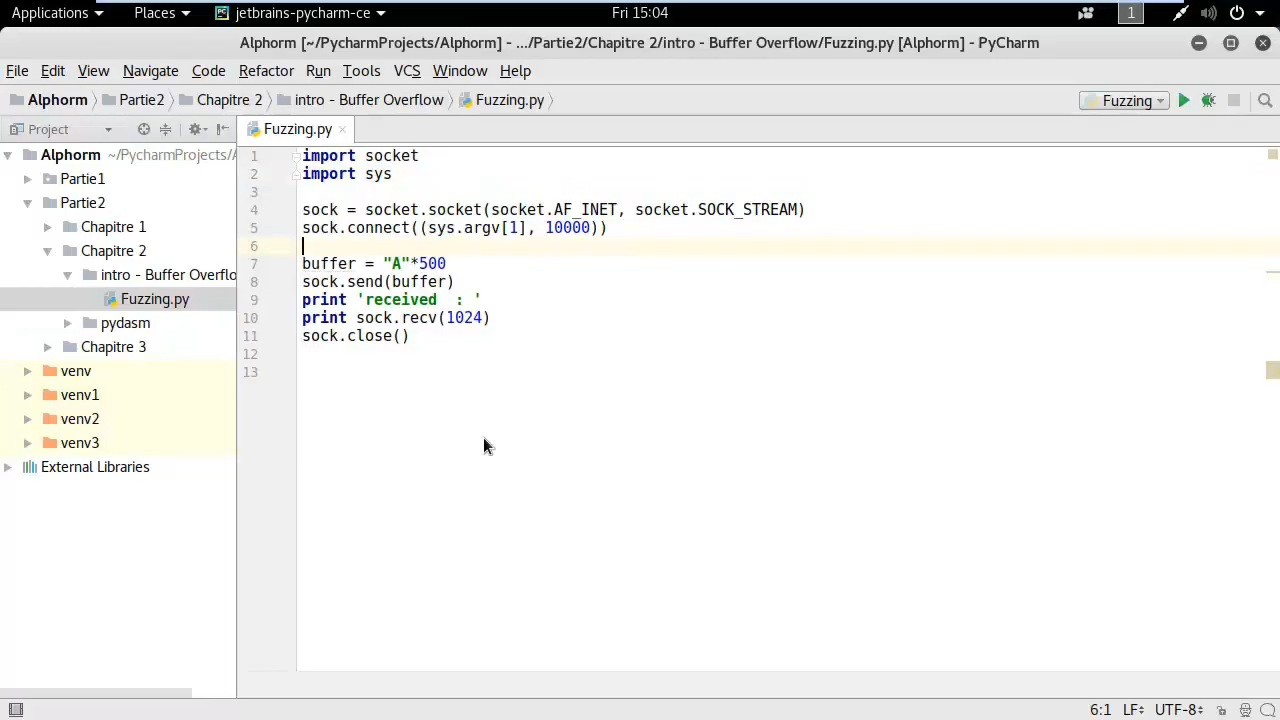 Applications Places jetbrains-pycharm-ce Fri 15:04 1
Alphorm [~/PycharmProjects/Alphorm] - .../Partie2/Chapitre 2/intro - Buffer Overflow/Fuzzing.py [Alphorm] - PyCharm
File Edit View Navigate Code Refactor Run Tools VCS Window Help
Alphorm Partie2 Chapitre 2 intro - Buffer Overflow Fuzzing.py Fuzzing
Project
Fuzzing.py
Alphorm ~/PycharmProjects/A
Partie1
Partie2
Chapitre 1
Chapitre 2
intro - Buffer Overflo
Fuzzing.py
pydasm
Chapitre 3
venv
venv1
venv2
venv3
External Libraries
1 import socket
2 import sys
3
4 sock = socket.socket(socket.AF_INET, socket.SOCK_STREAM)
5 sock.connect((sys.argv[1], 10000))
6
7 buffer = "A"*500
8 sock.send(buffer)
9 print 'received  : '
10 print sock.recv(1024)
11 sock.close()
12
13
6:1 LF UTF-8